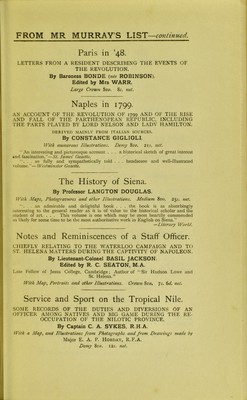 FROM MR MURRAY'S LIST—continued.
Paris in '48.
LETTERS FROM A RESIDENT DESCRIBING THE EVENTS OF
THE REVOLUTION.
By Baroness BONDE (née ROBINSON).
Edited by Mrs WARR.
Large Crown 8vo. 8s. net.
Naples in 1799.
AN ACCOUNT OF THE REVOLUTION OF 1799 AND OF THE RISE
AND FALL OF THE PARTHENOPEAN REPUBLIC, INCLUDING
THE PARTS PLAYED BY LORD NELSON AND LADY HAMILTON.
DERIVED MAINLY FROM ITALIAN SOURCES.
By CONSTANCE GIGLIOLI.
With numerous Illustrations. Demy 8vo. 21s. net.
"An interesting and picturesque account . . . a historical sketch of great interest
and fascination."—St. James' Gazette.
". . . so fully and sympathetically told . . . handsome and well-illustrated
volume."—Westminster Gazette.
The History of Siena.
By Professor LANGTON DOUGLAS.
With Maps, Photogravures and other Illustrations. Medium 8vo. 25s. net.
". . . an admirable and delightful book . . . the book is as absorbingly
interesting to the general reader as it is of value to the historical scholar and the
student of art. . . . This volume is one which may be most heartily commended
as likely for some time to be the most authoritative work in English on Siena."
—Literary World.
Notes and Reminiscences of a Staff Officer.
CHIEFLY RELATING TO THE WATERLOO CAMPAIGN AND TO
ST. HELENA MATTERS DURING THE CAPTIVITY OF NAPOLEON.
By Lieutenant-Colonel BASIL JACKSON.
Edited by R. C. SEATON, M.A.
Late Fellow of Jesus College, Cambridge; Author of "Sir Hudson Lowe and
St. Helena."
With Map, Portraits and other Illustrations. Crown 8vo. 7s. 6d. net.
Service and Sport on the Tropical Nile.
SOME RECORDS OF THE DUTIES AND DIVERSIONS OF AN
OFFICER AMONG NATIVES AND BIG GAME DURING THE RE-
OCCUPATION OF THE NILOTIC PROVINCE.
By Captain C. A. SYKES, R.H.A.
With a Map, and Illustrations from Photographs and from Drawings made by
Major E. A. P. HOBDAY, R.F.A.
Demy 8vo. 12s. net.